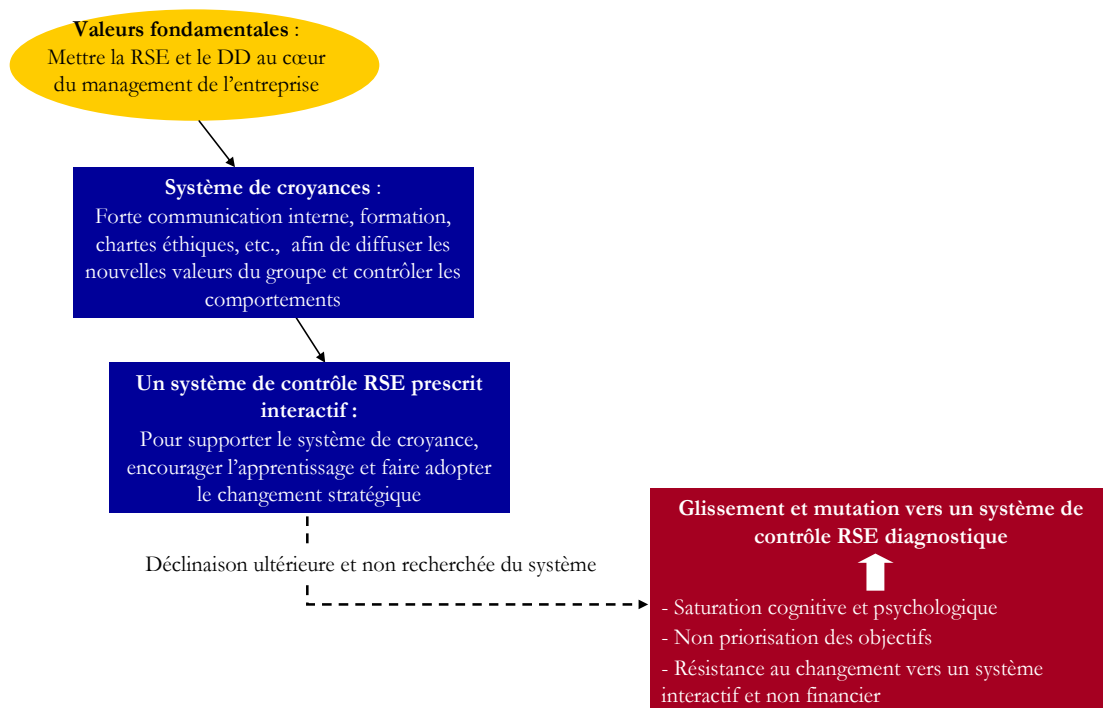 Valeurs fondamentales :
Mettre la RSE et le DD au cœur
du management de l’entreprise
Système de croyances :
Forte communication interne, formation,
chartes éthiques, etc., afin de diffuser les
nouvelles valeurs du groupe et contrôler les
comportements
Un système de contrôle RSE prescrit
interactif :
Pour supporter le système de croyance,
encourager l’apprentissage et faire adopter
le changement stratégique
Déclinaison ultérieure et non recherchée du système
Glissement et mutation vers un système de
contrôle RSE diagnostique
- Saturation cognitive et psychologique
- Non priorisation des objectifs
- Résistance au changement vers un système
interactif et non financier